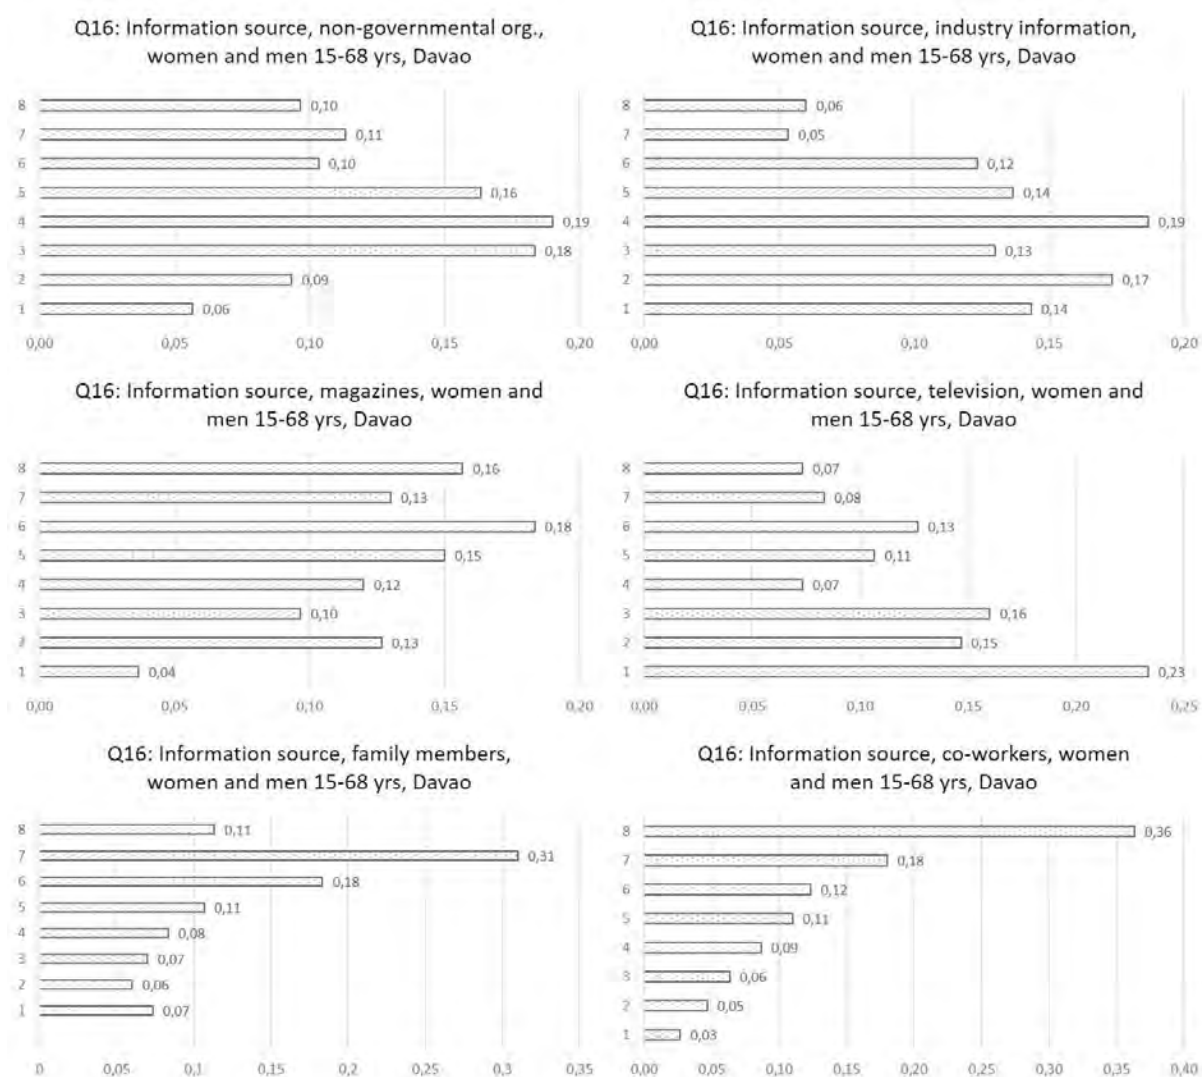 Q16: Information source, non-governmental org.,
women and men 15-68 yrs, Davao
8 0,10
7 0,11
6 0,10
5 0,16
4 0,19
3 0,18
2 0,09
1 0,06
0,00 0,05 0,10 0,15 0,20
Q16: Information source, industry information,
women and men 15-68 yrs, Davao
8 0,06
7 0,05
6 0,12
5 0,14
4 0,19
3 0,13
2 0,17
1 0,14
0,00 0,05 0,10 0,15 0,20
Q16: Information source, magazines, women and
men 15-68 yrs, Davao
8 0,16
7 0,13
6 0,18
5 0,15
4 0,12
3 0,10
2 0,13
1 0,04
0,00 0,05 0,10 0,15 0,20
Q16: Information source, television, women and
men 15-68 yrs, Davao
8 0,07
7 0,08
6 0,13
5 0,11
4 0,07
3 0,16
2 0,15
1 0,23
0,00 0,05 0,10 0,15 0,20 0,25
Q16: Information source, family members,
women and men 15-68 yrs, Davao
8 0,11
7 0,31
6 0,18
5 0,11
4 0,08
3 0,07
2 0,06
1 0,07
0 0,05 0,1 0,15 0,2 0,25 0,3 0,35
Q16: Information source, co-workers, women
and men 15-68 yrs, Davao
8 0,36
7 0,18
6 0,12
5 0,11
4 0,09
3 0,06
2 0,05
1 0,03
0,00 0,05 0,10 0,15 0,20 0,25 0,30 0,35 0,40